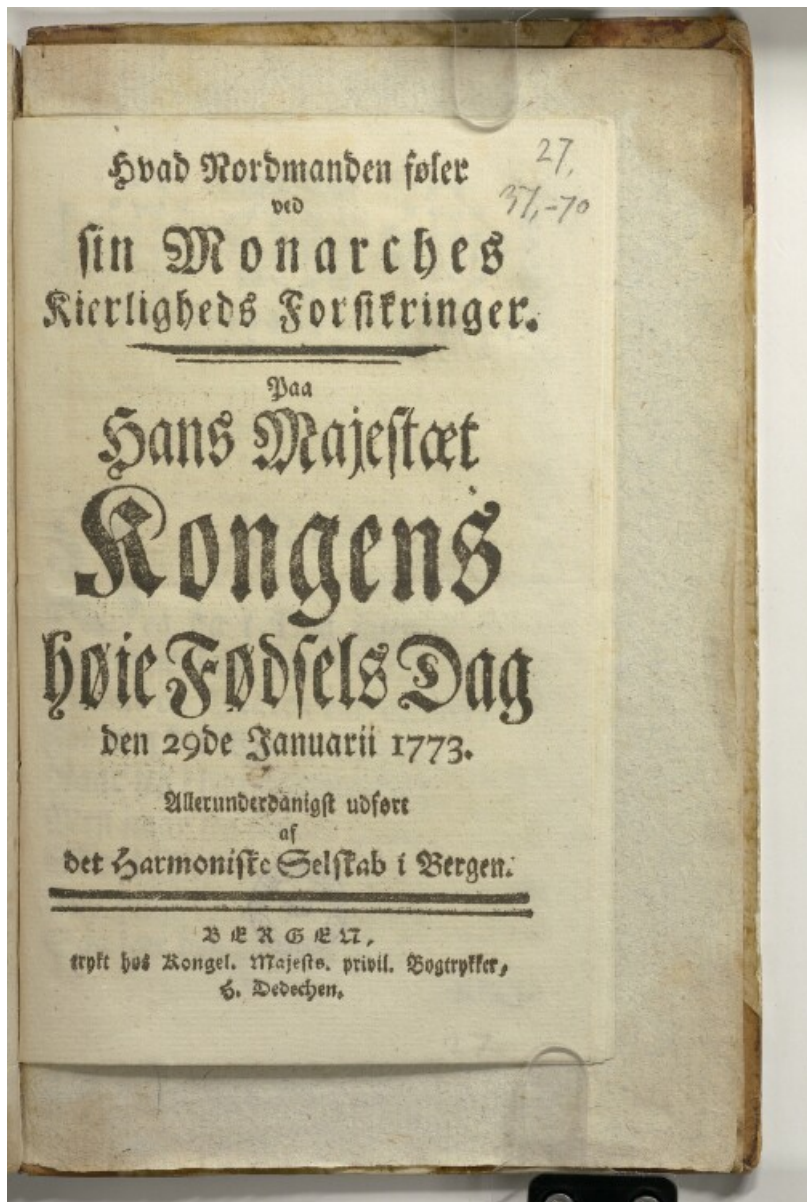 Hvad Nordmanden føler
ved
sin Monarches
Kierligheds Forsikringer.
Paa
Hans Majestæt
Kongens
høie Fødsels Dag
den 29de Januarii 1773.
Allerunderdanigst udført
af
det Harmoniske Selskab i Bergen.
BERGEN,
trykt hos Kongel. Majests. privil. Bogtrykker,
H. Dedechen.
27,
37,-70